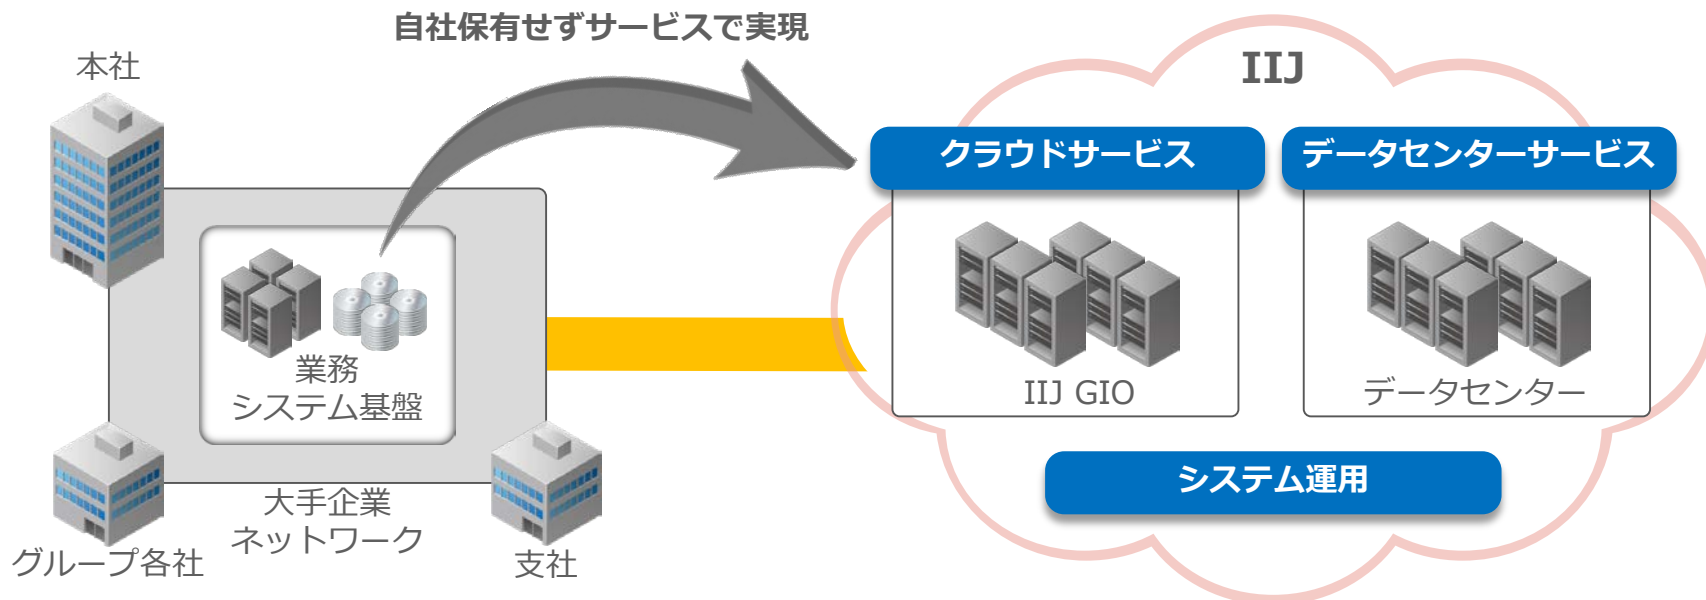 自社保有せずサービスで実現
本社
IIJ
クラウドサービス
データセンターサービス
業務
システム基盤
IIJ GIO
データセンター
システム運用
大手企業
ネットワーク
グループ各社
支社